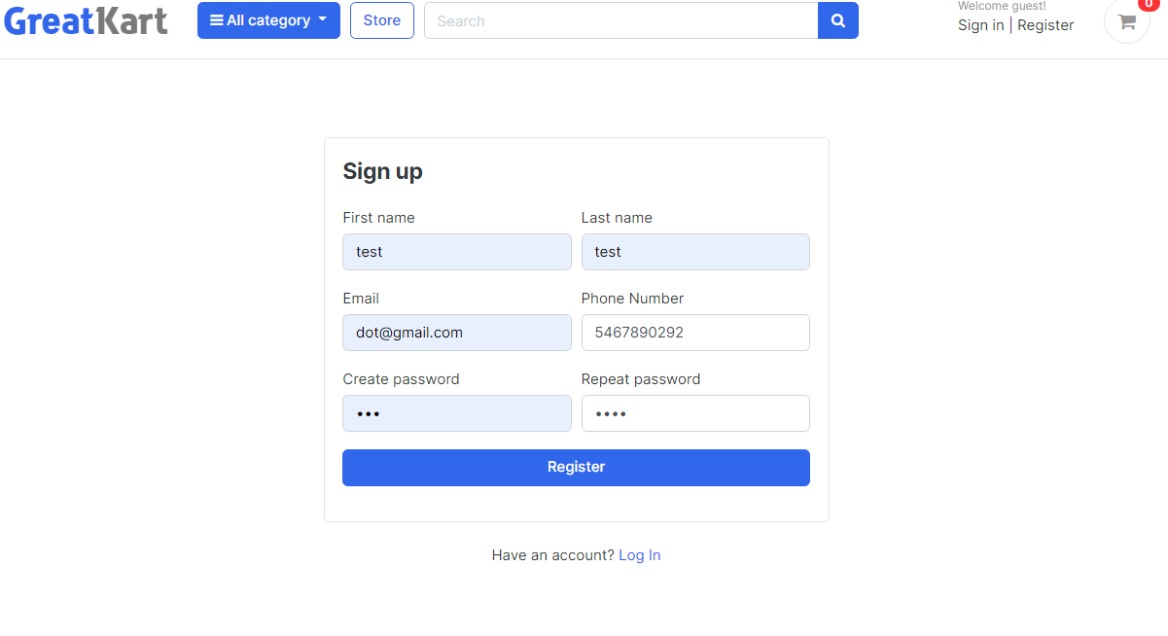 GreatKart All category Store Search Welcome guest! 0
Sign in | Register
Sign up
First name Last name
test test
Email Phone Number
dot@gmail.com 5467890292
Create password Repeat password
••• ••••
Register
Have an account? Log In